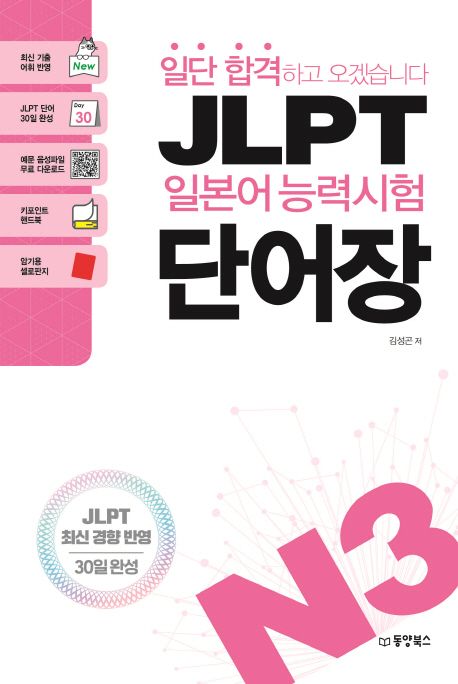 최신 기출
어휘 반영
New
JLPT 단어
30일 완성
Day
30
예문 음성파일
무료 다운로드
키포인트
핸드북
암기용
셀로판지
일단 합격하고 오겠습니다
JLPT
일본어 능력시험
단어장
김성곤 저
JLPT
최신 경향 반영
30일 완성
N3
동양북스